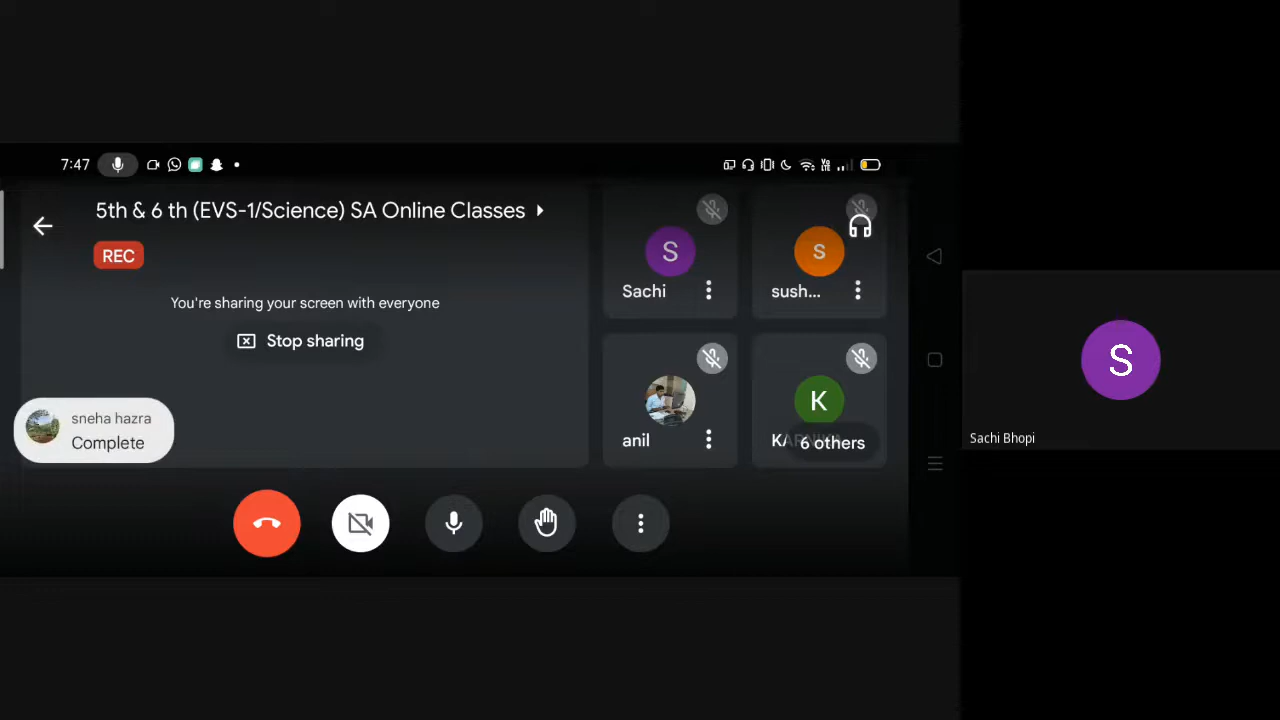 7:47
5th & 6 th (EVS-1/Science) SA Online Classes
REC
You're sharing your screen with everyone
Stop sharing
sneha hazra
Complete
S
Sachi
S
sush...
anil
K
6 others
S
Sachi Bhopi